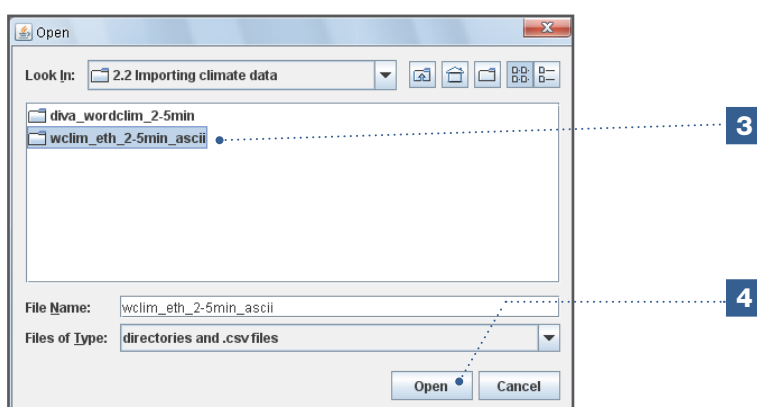 Open
Look In: 2.2 Importing climate data
diva_wordclim_2-5min
wclim_eth_2-5min_ascii
3
File Name: wclim_eth_2-5min_ascii
4
Files of Type: directories and .csv files
Open Cancel